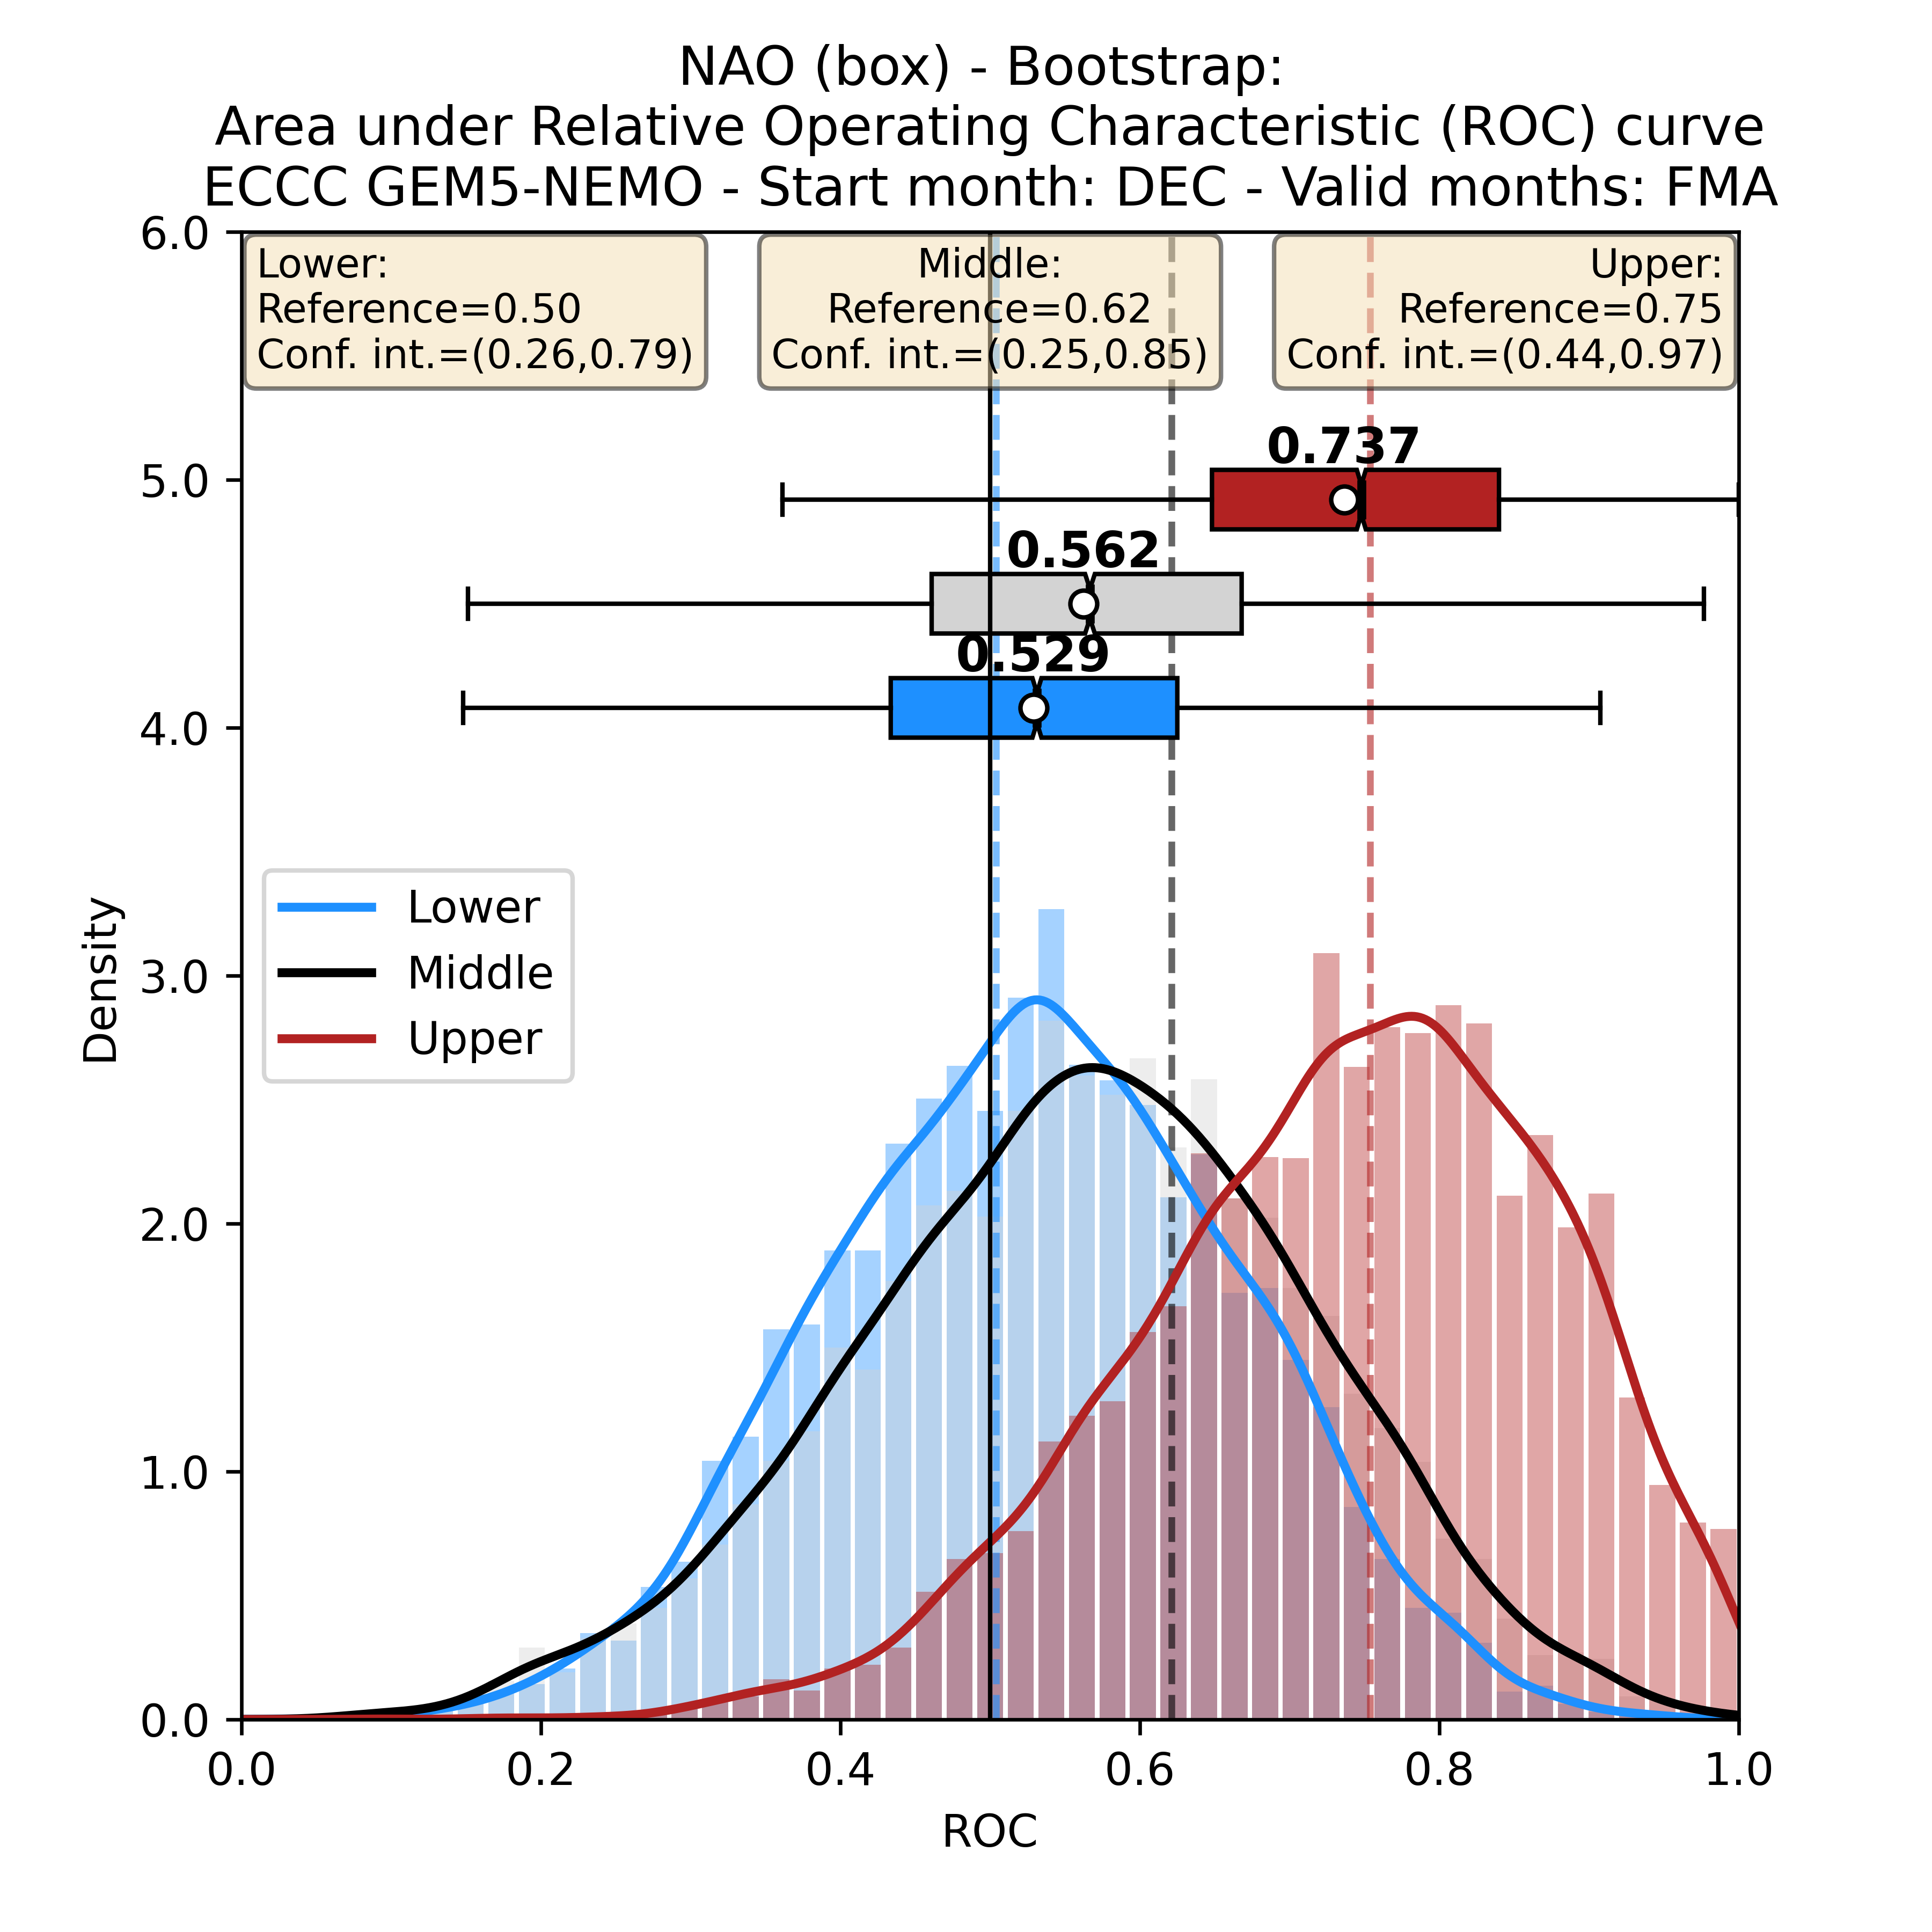 NAO (box) - Bootstrap:
Area under Relative Operating Characteristic (ROC) curve
ECCC GEM5-NEMO - Start month: DEC - Valid months: FMA
Lower:
Reference=0.50
Conf. int.=(0.26,0.79)
Middle:
Reference=0.62
Conf. int.=(0.25,0.85)
Upper:
Reference=0.75
Conf. int.=(0.44,0.97)
0.737
0.562
0.529
Lower
Middle
Upper
Density
6.0
5.0
4.0
3.0
2.0
1.0
0.0
0.0 0.2 0.4 0.6 0.8 1.0
ROC